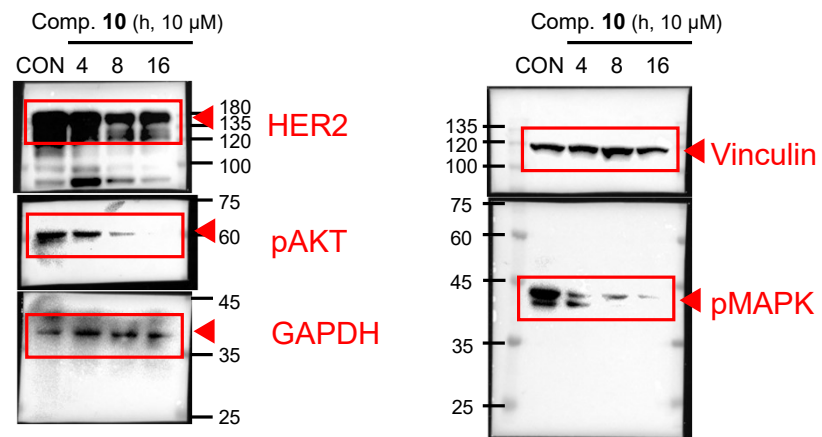 Comp. 10 (h, 10 µM)
CON 4 8 16
180
135
120
100
HER2
75
60
pAKT
45
35
25
GAPDH
Comp. 10 (h, 10 µM)
CON 4 8 16
135
120
100
Vinculin
75
60
45
35
25
pMAPK